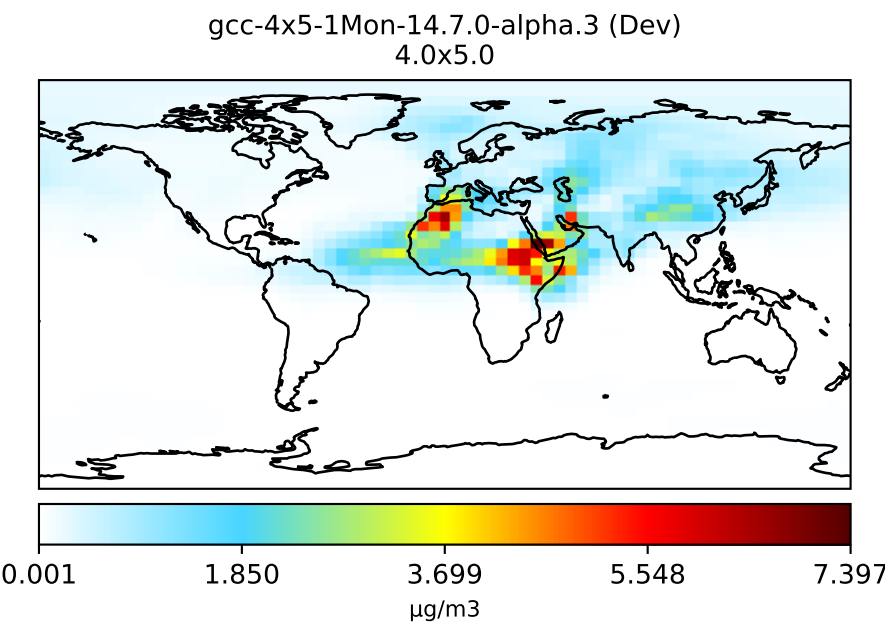 gcc-4x5-1Mon-14.7.0-alpha.3 (Dev)
4.0x5.0
0.001 1.850 3.699 5.548 7.397
μg/m3